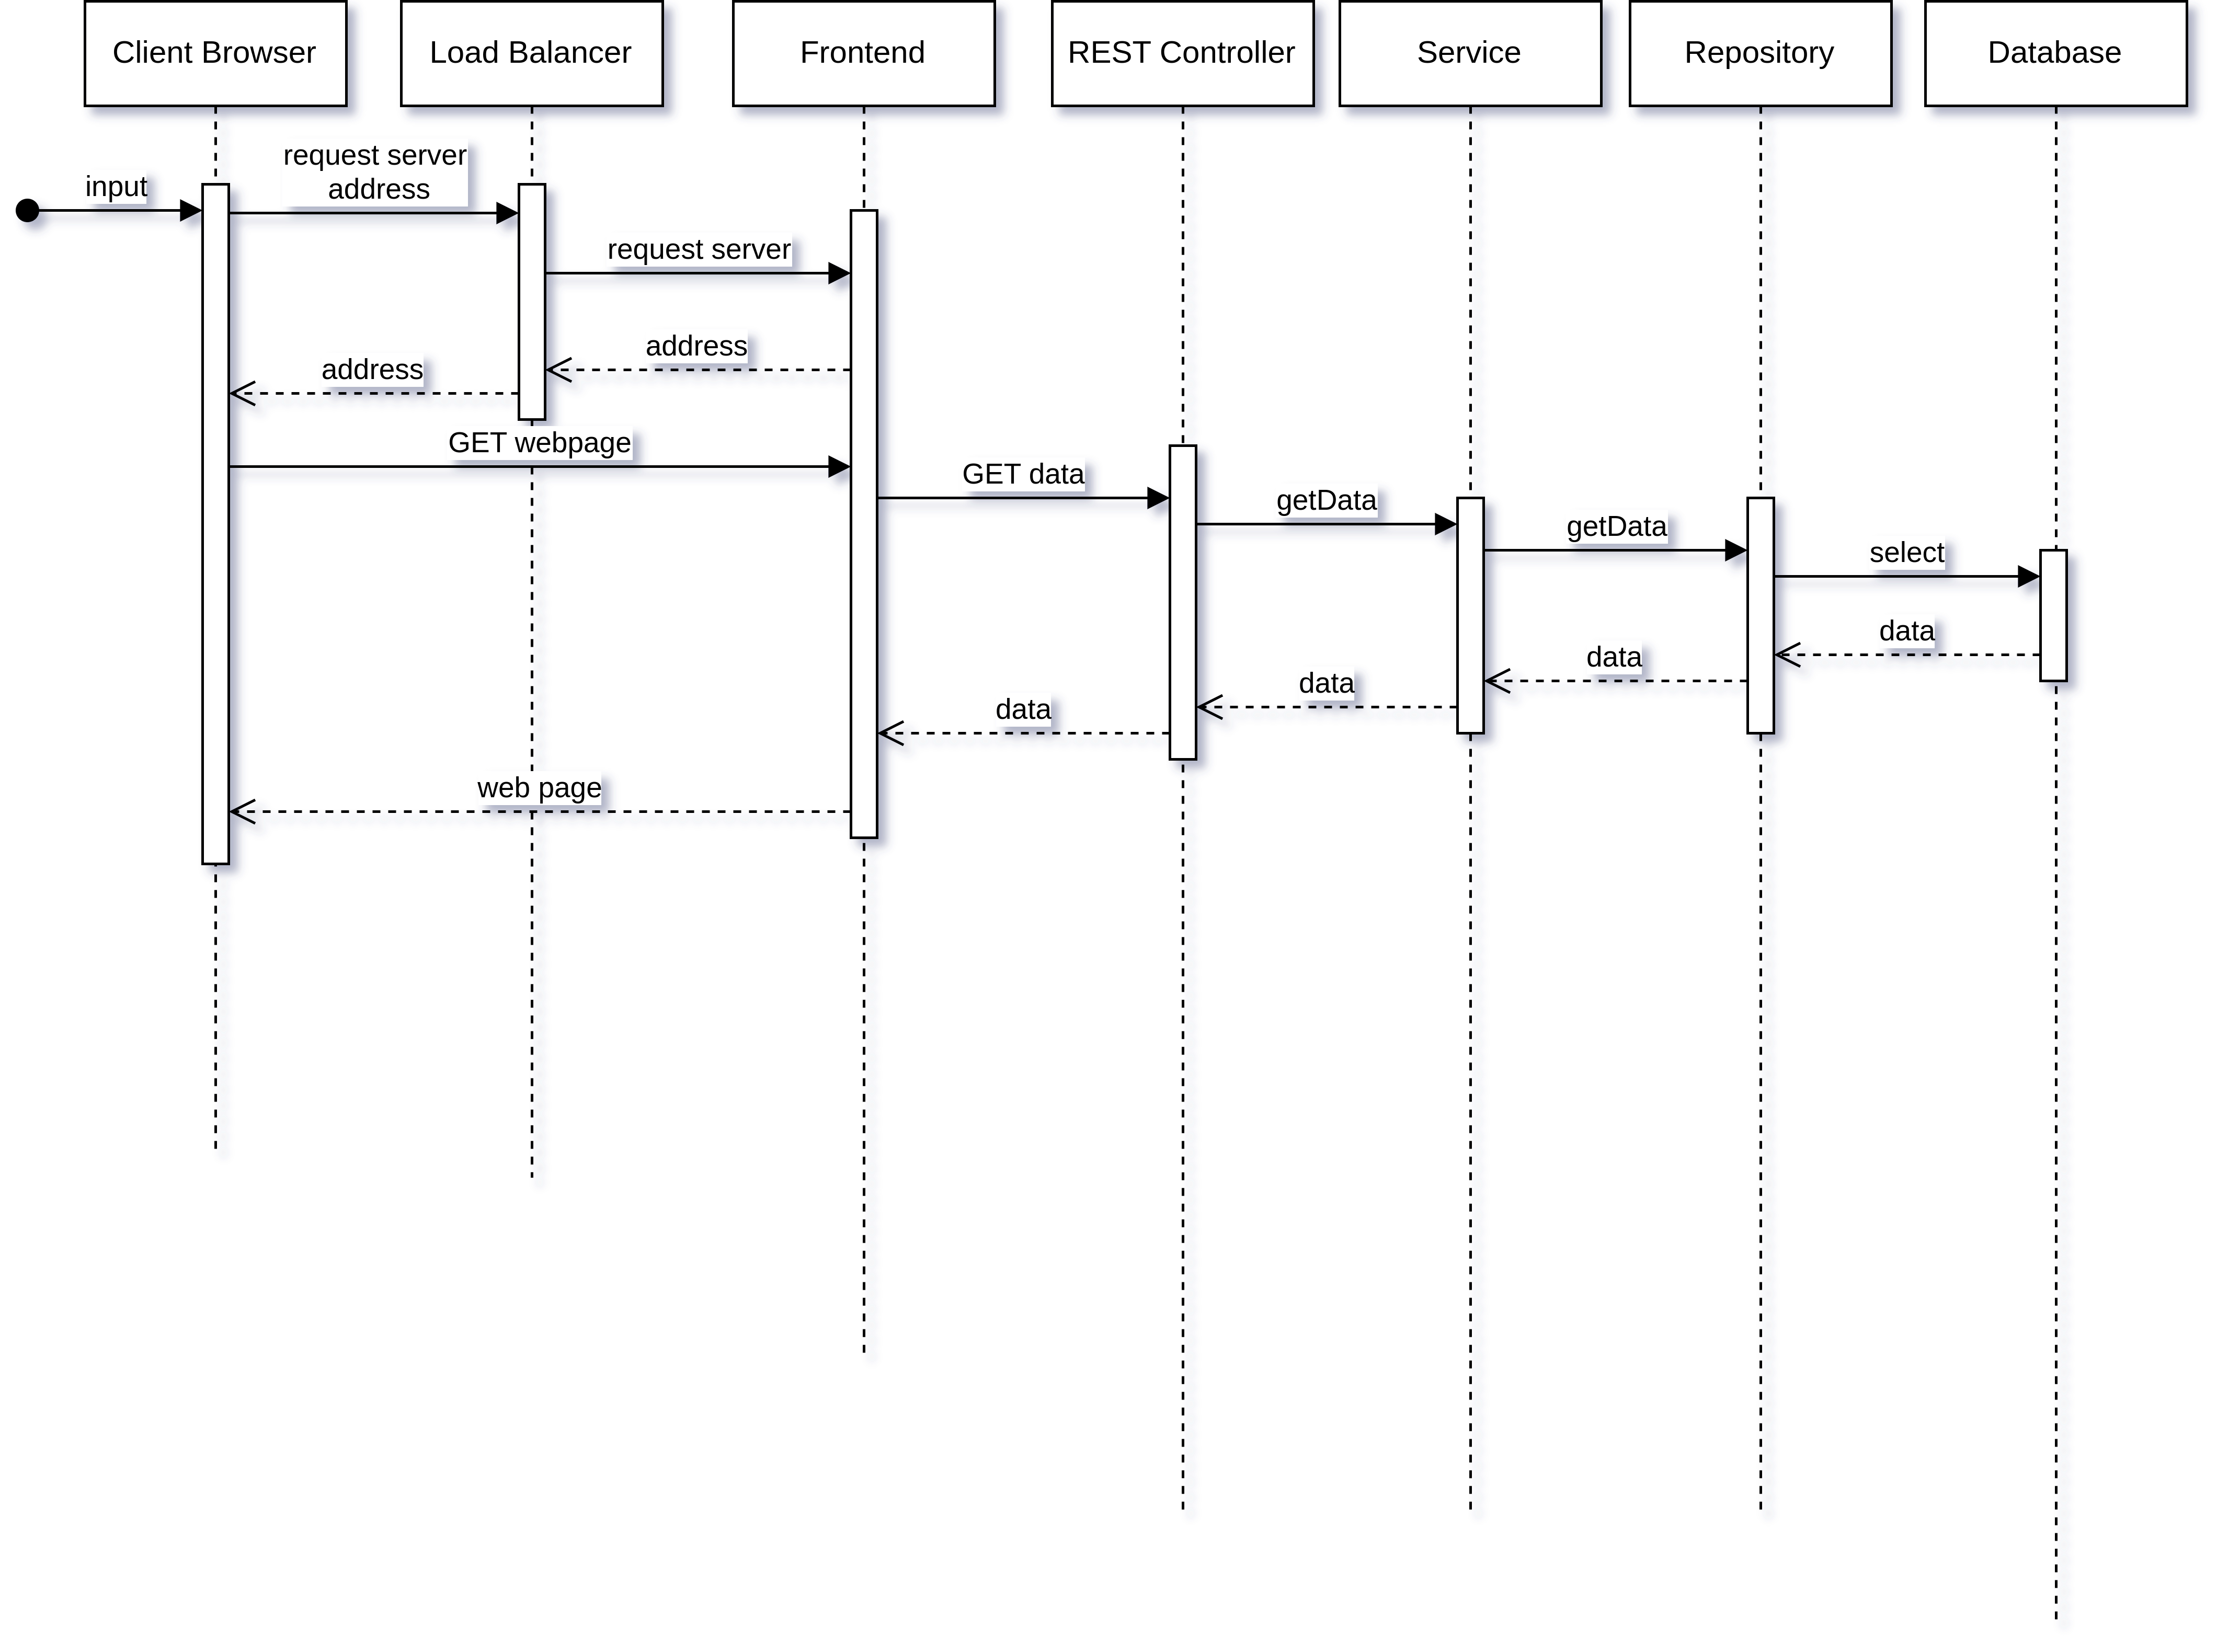 Client Browser
Load Balancer
Frontend
REST Controller
Service
Repository
Database
request server
address
input
request server
address
address
GET webpage
GET data
getData
getData
select
data
data
data
data
web page